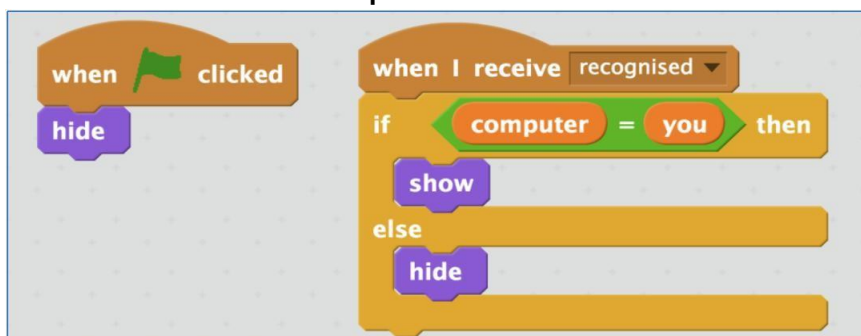 when clicked
hide
when I receive recognised
if computer = you then
show
else
hide